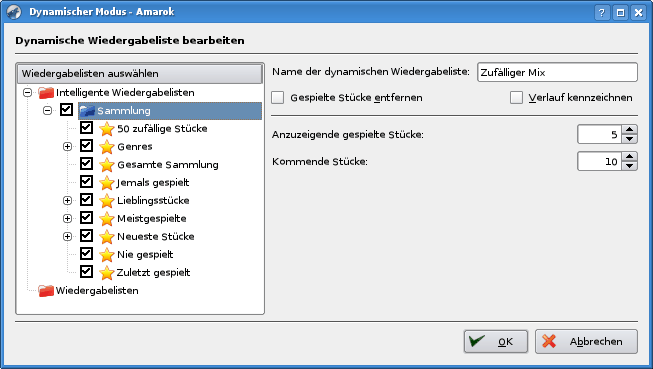 Dynamischer Modus - Amarok
Dynamische Wiedergabeliste bearbeiten
Wiedergabelisten auswählen
Intelligente Wiedergabelisten
Sammlung
50 zufällige Stücke
Genres
Gesamte Sammlung
Jemals gespielt
Lieblingsstücke
Meistgespielte
Neueste Stücke
Nie gespielt
Zuletzt gespielt
Wiedergabelisten
Name der dynamischen Wiedergabeliste: Zufälliger Mix
Gespielte Stücke entfernen Verlauf kennzeichnen
Anzuzeigende gespielte Stücke: 5
Kommende Stücke: 10
OK Abbrechen